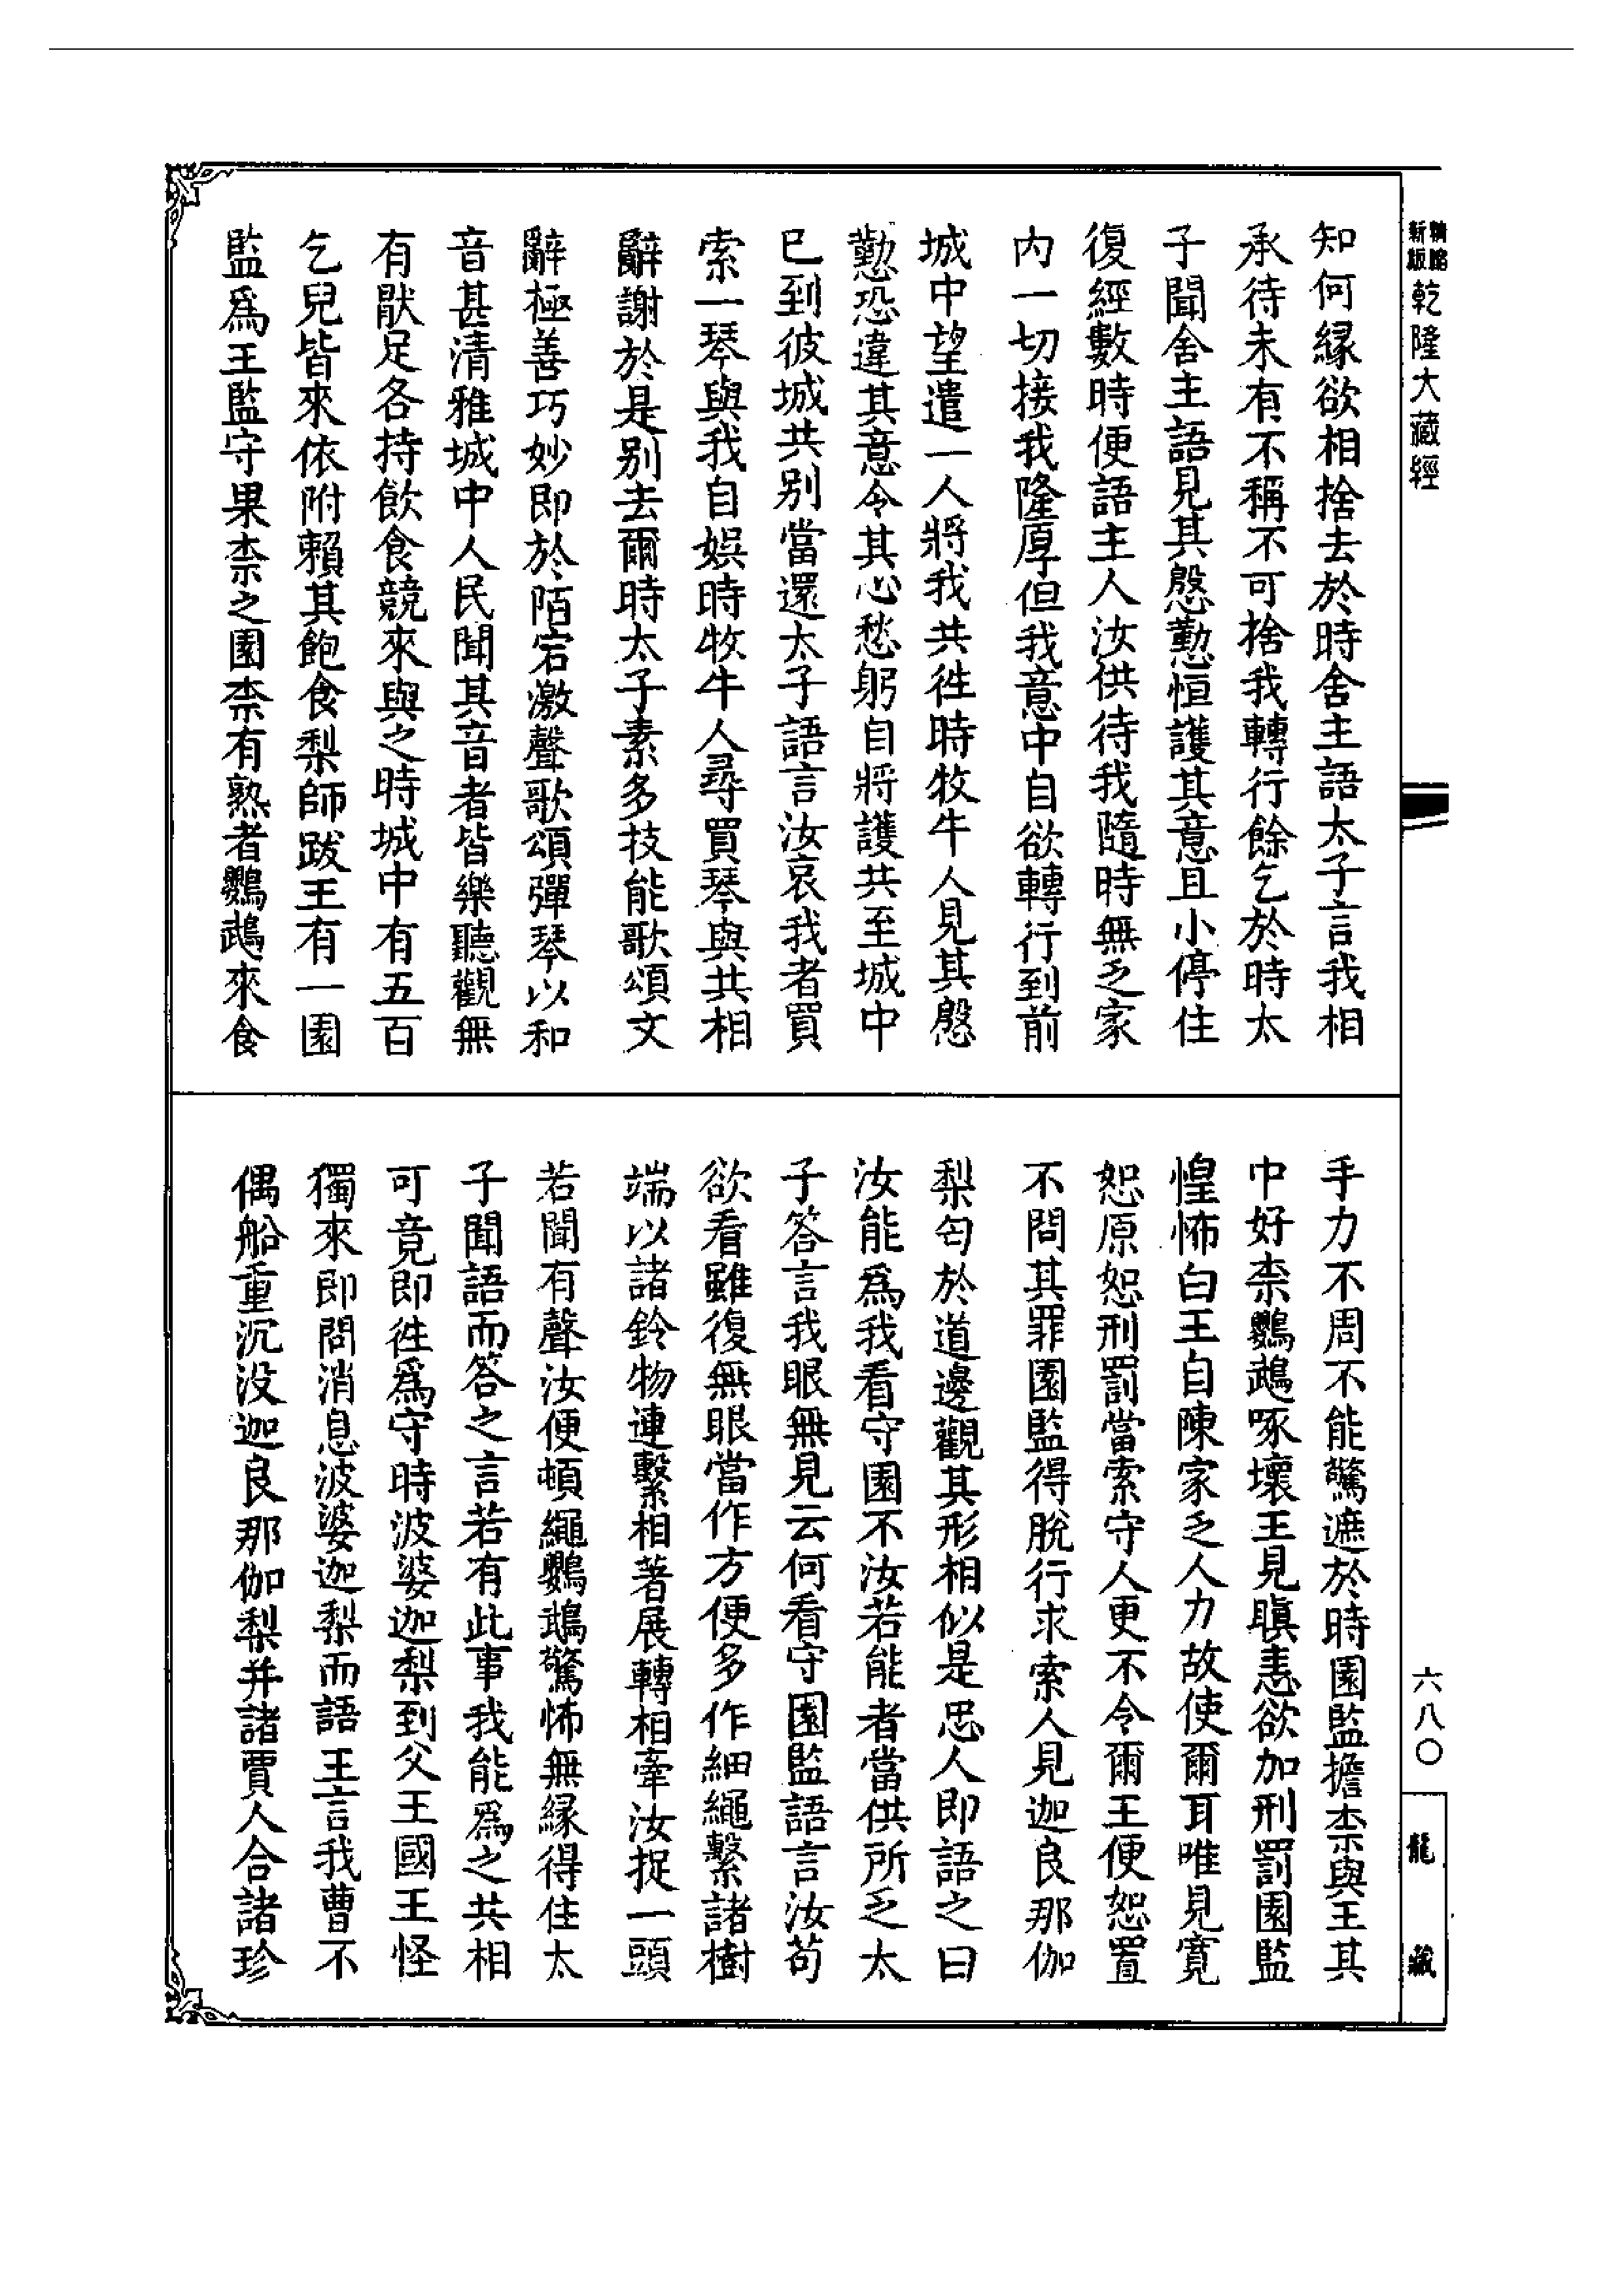 新版 精縮 乾隆大藏經
知何緣欲相捨去於時舍主語太子言我相
承待未有不稱不可捨我轉行餘乞於時太
子聞舍主語見其慇懃恒護其意且小停住
復經數時便語主人汝供待我隨時無乏家
内一切接我隆厚但我意中自欲轉行到前
城中望遣一人將我共徃時牧牛人見其慇
懃恐違其意令其心愁躬自將護共至城中
已到彼城共别當還太子語言汝哀我者買
索一琴與我自娯時牧牛人尋買琴與共相
辭謝於是别去爾時太子素多技能歌頌文
辭極善巧妙即於陌宕激聲歌頌彈琴以和
音甚清雅城中人民聞其音者皆樂聽觀無
有猒足各持飲食競來與之時城中有五百
乞兒皆來依附賴其飽食梨師跋王有一園
監爲王監守果柰之園柰有熟者鸚鵡來食
手力不周不能驚遮於時園監擔柰與王其
中好柰鸚鵡啄壞王見瞋恚欲加刑罰園監
惶怖白王自陳家乏人力故使爾耳唯見寛
恕原恕刑罰當索守人更不令爾王便恕置
不問其罪園監得脫行求索人見迦良那伽
梨匃於道邊觀其形相似是忠人即語之曰
汝能爲我看守園不汝若能者當供所乏太
子答言我眼無見云何看守園監語言汝苟
欲看雖復無眼當作方便多作細繩繫諸樹
端以諸鈴物連繫相著展轉相牽汝捉一頭
若聞有聲汝便頓繩鸚鵡驚怖無緣得住太
子聞語而答之言若有此事我能爲之共相
可竟即徃爲守時波婆迦梨到父王國王怪
獨來即問消息波婆迦梨而語王言我曹不
偶船重沉没迦良那伽梨并諸賈人合諸珍
六八〇
龍藏